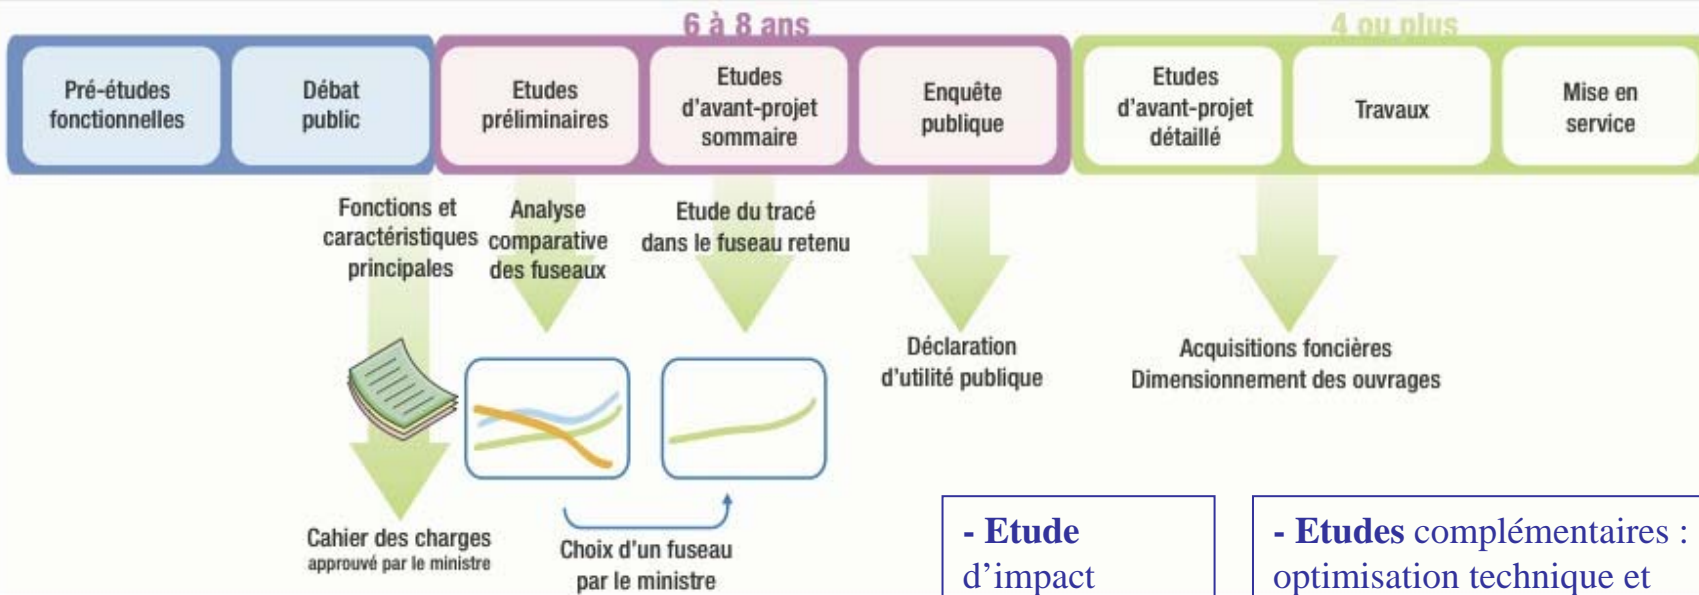 6 à 8 ans
4 ou plus
Pré-études
fonctionnelles
Débat
public
Etudes
préliminaires
Etudes
d'avant-projet
sommaire
Enquête
publique
Etudes
d'avant-projet
détaillé
Travaux
Mise en
service
Fonctions et
caractéristiques
principales
Analyse
comparative
des fuseaux
Etude du tracé
dans le fuseau retenu
Déclaration
d'utilité publique
Acquisitions foncières
Dimensionnement des ouvrages
Cahier des charges
approuvé par le ministre
Choix d'un fuseau
par le ministre
- Etude
d'impact
- Etudes complémentaires :
optimisation technique et